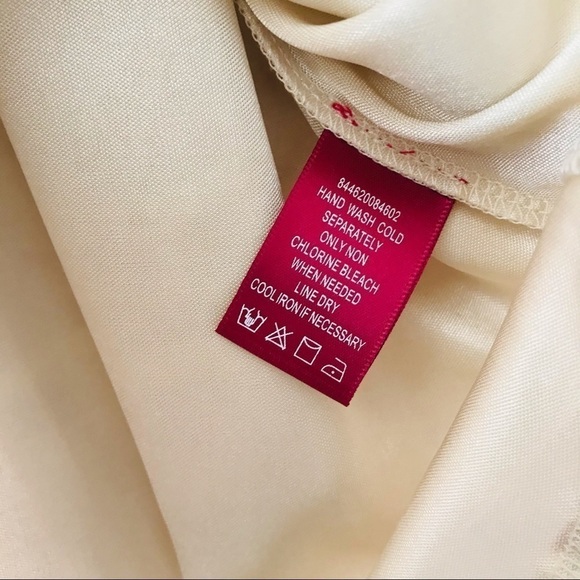 844620084602
HAND WASH COLD
SEPARATELY
ONLY NON
CHLORINE BLEACH
WHEN NEEDED
LINE DRY
COOL IRON IF NECESSARY